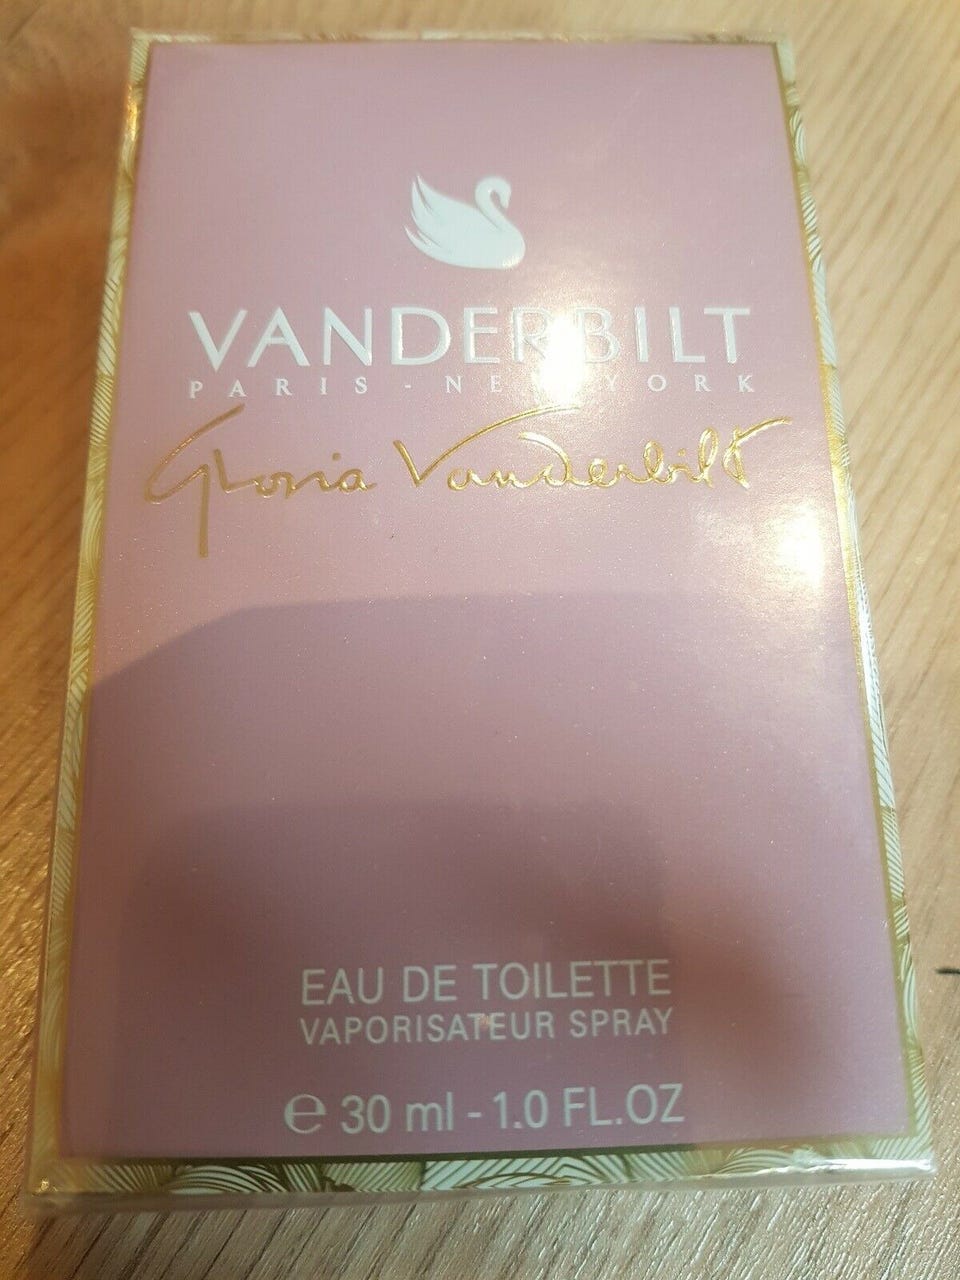 VANDERBILT
PARIS - NEW YORK
Gloria Vanderbilt
EAU DE TOILETTE
VAPORISATEUR SPRAY
℮ 30 ml - 1.0 FL.OZ